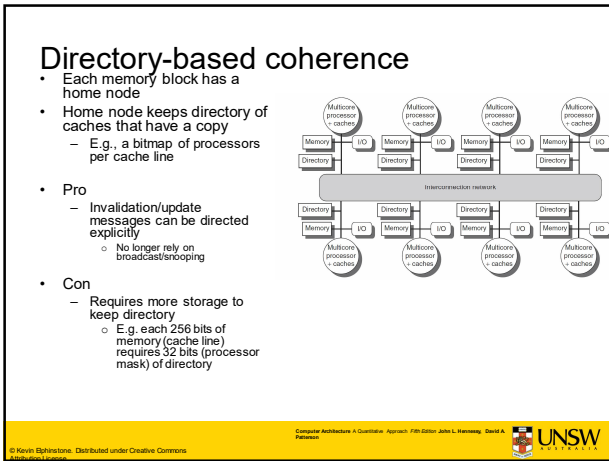 Directory-based coherence
• Each memory block has a
home node
• Home node keeps directory of
caches that have a copy
– E.g., a bitmap of processors
per cache line
• Pro
– Invalidation/update
messages can be directed
explicitly
○ No longer rely on
broadcast/snooping
• Con
– Requires more storage to
keep directory
○ E.g. each 256 bits of
memory (cache line)
requires 32 bits (processor
mask) of directory
Multicore
processor
+ caches
Multicore
processor
+ caches
Multicore
processor
+ caches
Multicore
processor
+ caches
Memory I/O Memory I/O Memory I/O Memory I/O
Directory Directory Directory Directory
Interconnection network
Directory Directory Directory Directory
Memory I/O Memory I/O Memory I/O Memory I/O
Multicore
processor
+ caches
Multicore
processor
+ caches
Multicore
processor
+ caches
Multicore
processor
+ caches
Computer Architecture A Quantitative Approach Fifth Edition John L. Hennessy, David A.
Patterson
© Kevin Elphinstone. Distributed under Creative Commons
Attribution License
UNSW
AUSTRALIA